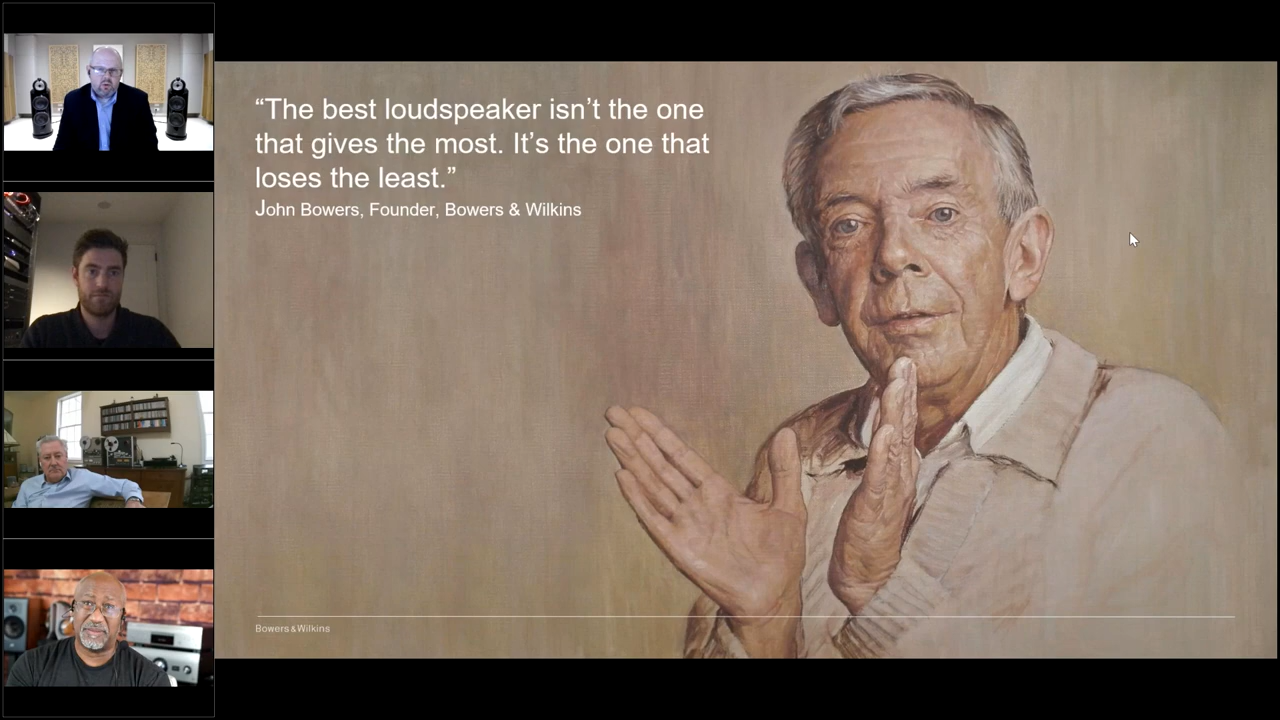 “The best loudspeaker isn’t the one
that gives the most. It’s the one that
loses the least.”
John Bowers, Founder, Bowers & Wilkins
Bowers & Wilkins